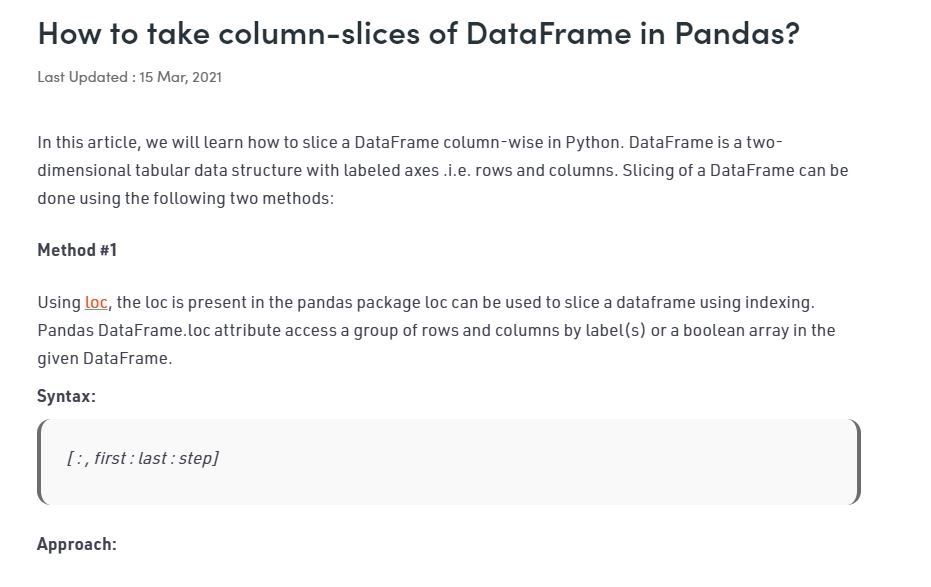 How to take column-slices of DataFrame in Pandas?
Last Updated : 15 Mar, 2021
In this article, we will learn how to slice a DataFrame column-wise in Python. DataFrame is a two-
dimensional tabular data structure with labeled axes .i.e. rows and columns. Slicing of a DataFrame can be
done using the following two methods:
Method #1
Using loc, the loc is present in the pandas package loc can be used to slice a dataframe using indexing.
Pandas DataFrame.loc attribute access a group of rows and columns by label(s) or a boolean array in the
given DataFrame.
Syntax:
[ : , first : last : step]
Approach: